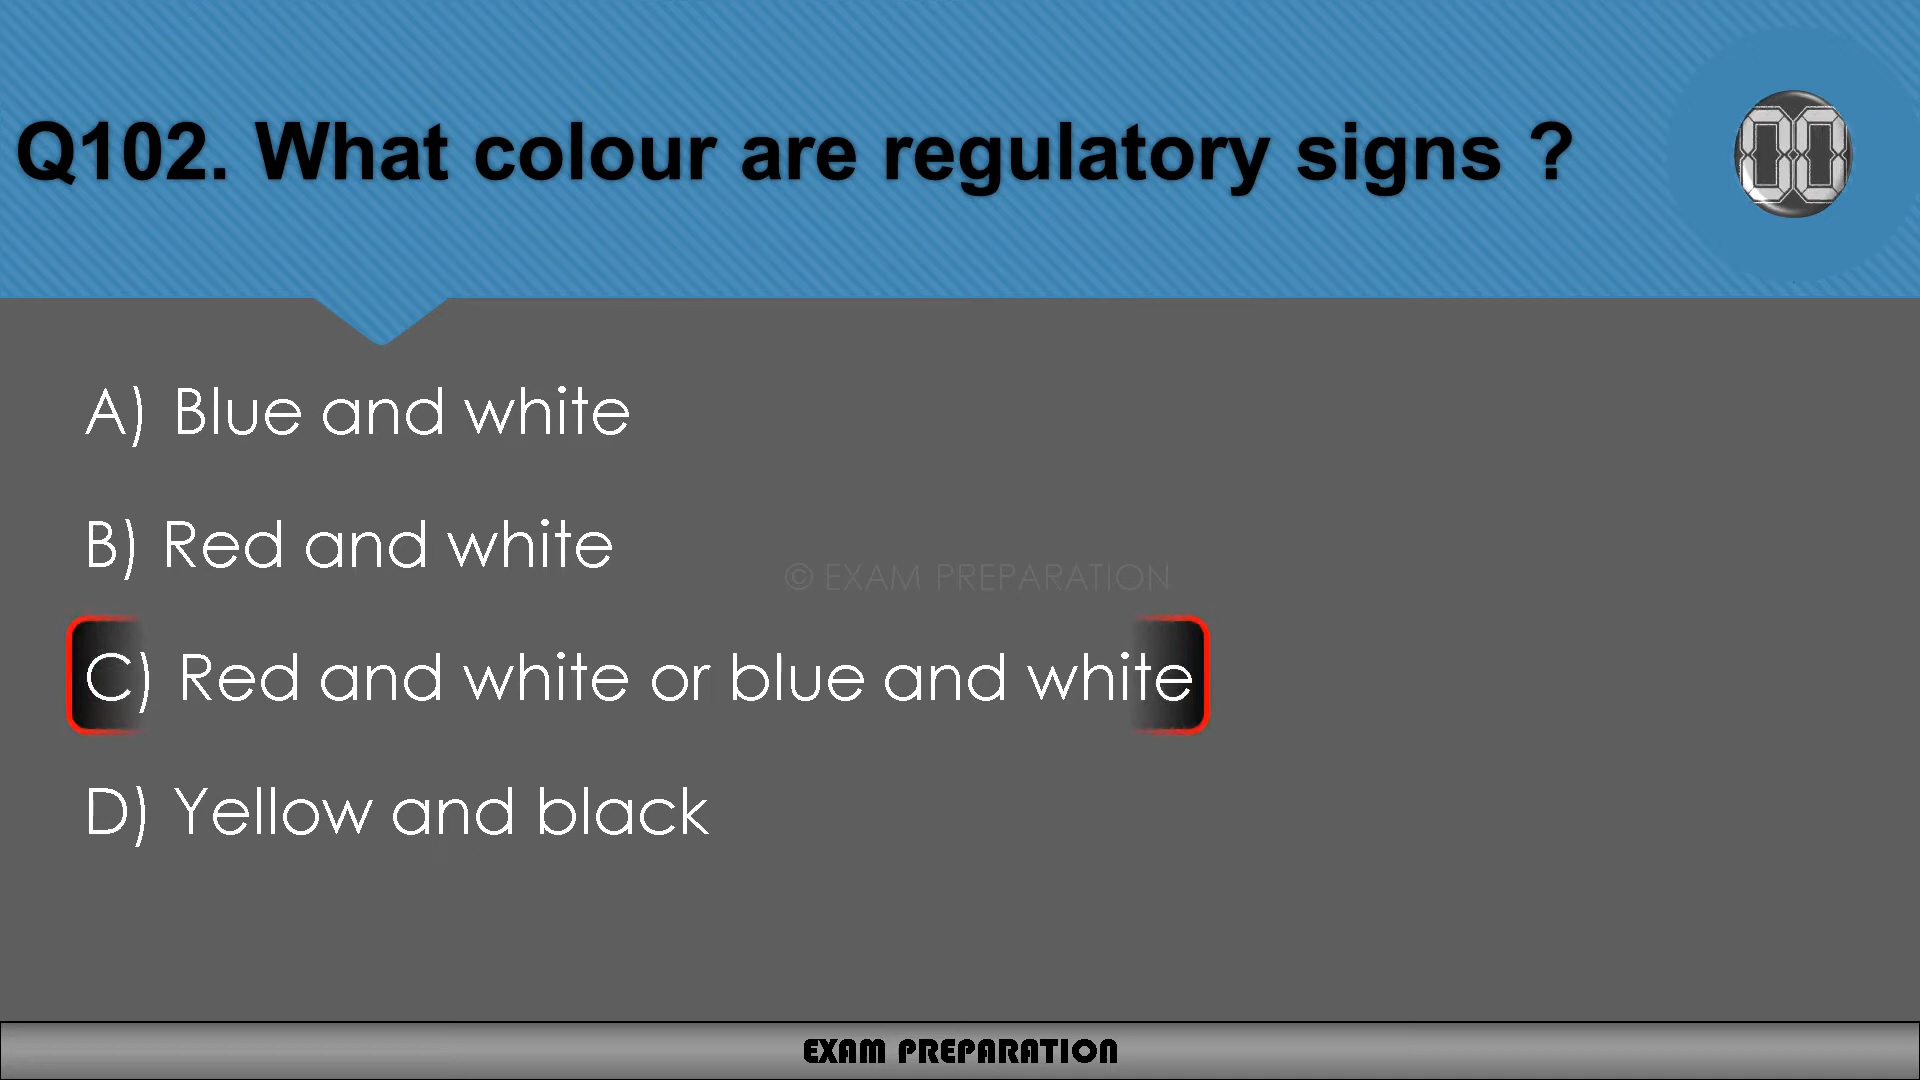 Q102. What colour are regulatory signs ?
00
A) Blue and white
B) Red and white
© EXAM PREPARATION
C) Red and white or blue and white
D) Yellow and black
EXAM PREPARATION